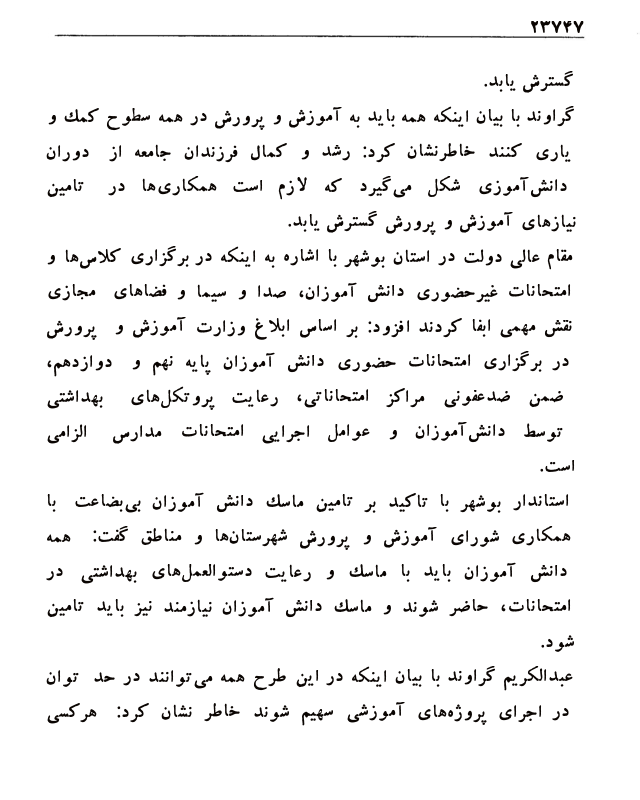 ۲۳۷۴۷
گسترش یابد.
گراوند با بیان اینکه همه باید به آموزش و پرورش در همه سطوح کمك و
یاری کنند خاطرنشان کرد: رشد و کمال فرزندان جامعه از دوران
دانش‌آموزی شکل می‌گیرد که لازم است همکاری‌ها در تامین
نیازهای آموزش و پرورش گسترش یابد.
مقام عالی دولت در استان بوشهر با اشاره به اینکه در برگزاری کلاس‌ها و
امتحانات غیرحضوری دانش آموزان، صدا و سیما و فضاهای مجازی
نقش مهمی ایفا کردند افزود: بر اساس ابلاغ وزارت آموزش و پرورش
در برگزاری امتحانات حضوری دانش آموزان پایه نهم و دوازدهم،
ضمن ضدعفونی مراکز امتحاناتی، رعایت پروتکل‌های بهداشتی
توسط دانش‌آموزان و عوامل اجرایی امتحانات مدارس الزامی
است.
استاندار بوشهر با تاکید بر تامین ماسك دانش آموزان بی‌بضاعت با
همکاری شورای آموزش و پرورش شهرستان‌ها و مناطق گفت: همه
دانش آموزان باید با ماسك و رعایت دستوالعمل‌های بهداشتی در
امتحانات، حاضر شوند و ماسك دانش آموزان نیازمند نیز باید تامین
شود.
عبدالکریم گراوند با بیان اینکه در این طرح همه می‌توانند در حد توان
در اجرای پروژه‌های آموزشی سهیم شوند خاطر نشان کرد: هرکسی